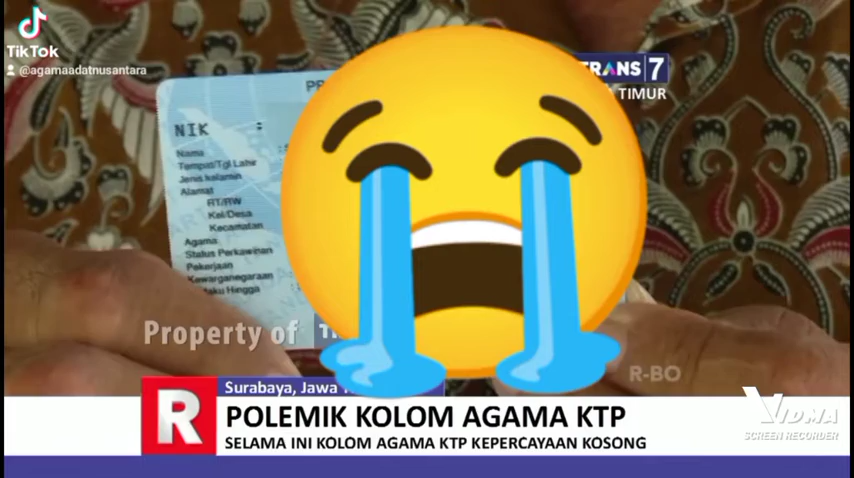 TikTok
@agamaadatnusantara
TRANS|7
TIMUR
NIK :
Nama
Tempat/Tgl Lahir
Jenis kelamin
Alamat
RT/RW
Kel/Desa
Kecamatan
Agama
Status Perkawinan
Pekerjaan
Kewarganegaraan
Hingga
Property of
R-BO
Surabaya, Jawa
R
POLEMIK KOLOM AGAMA KTP
SELAMA INI KOLOM AGAMA KTP KEPERCAYAAN KOSONG
VIDMA
SCREEN RECORDER